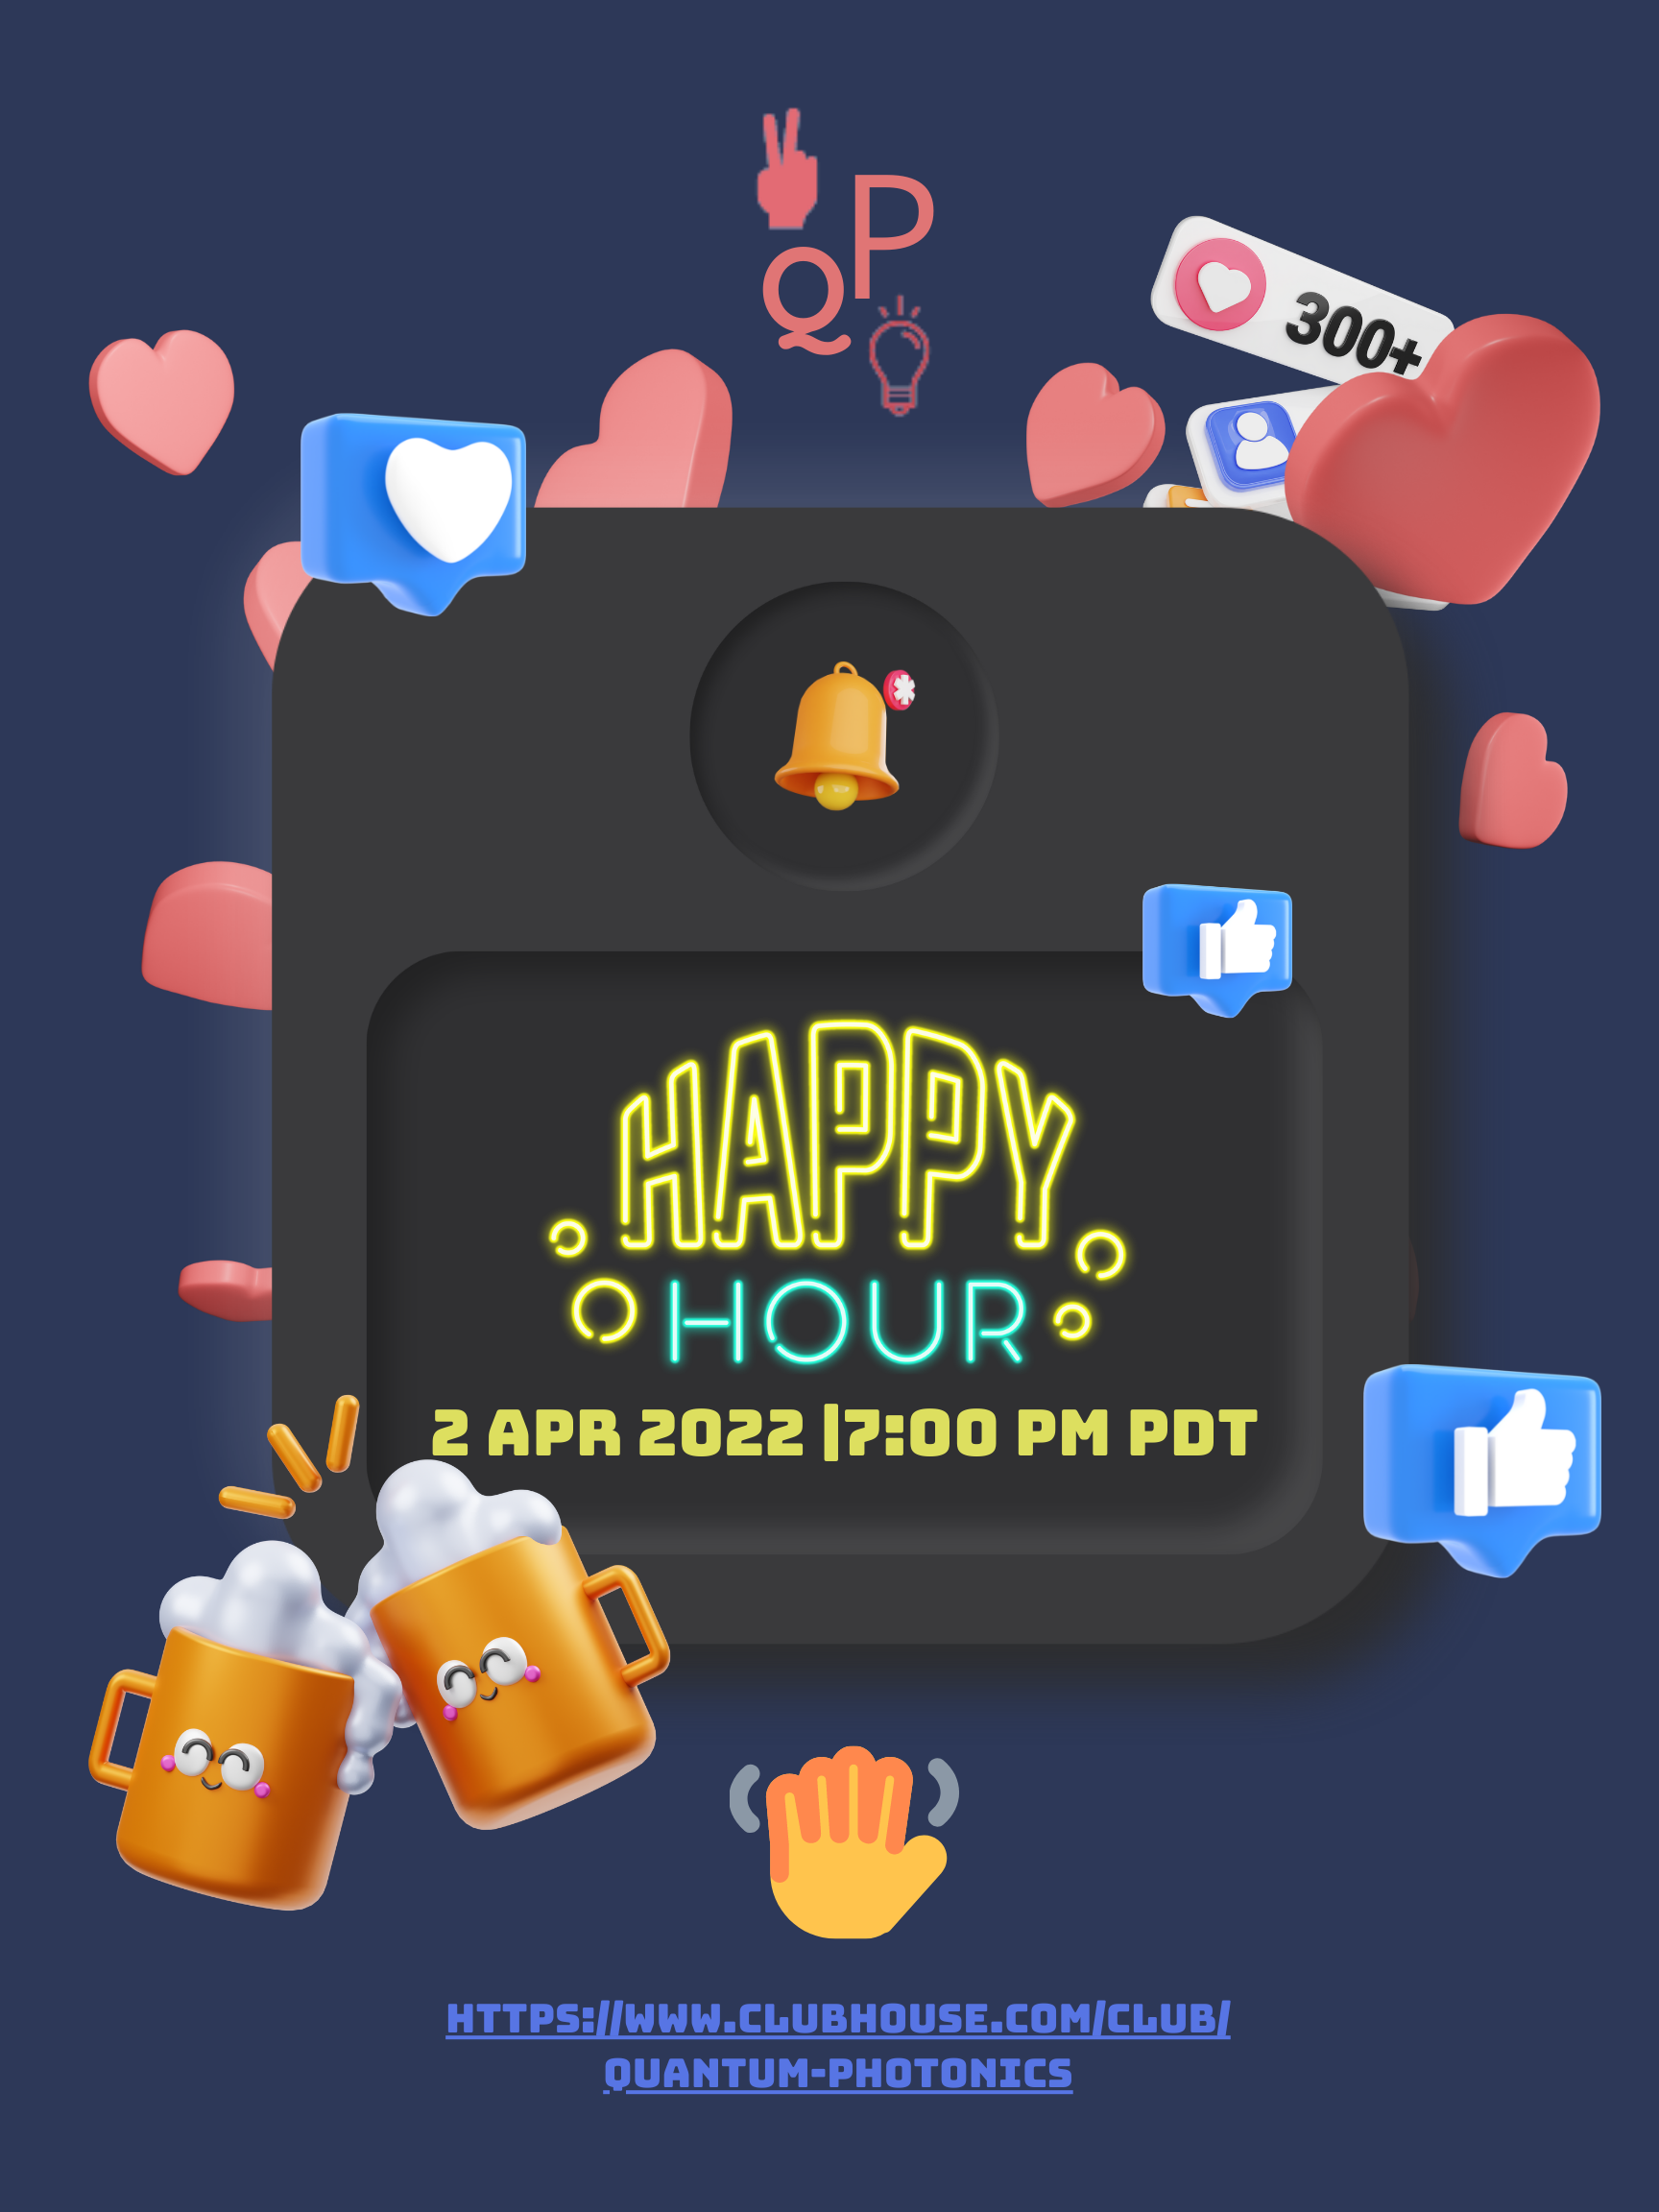 QP
300+
HAPPY
HOUR
2 APR 2022 |7:00 PM PDT
HTTPS://WWW.CLUBHOUSE.COM/CLUB/
QUANTUM-PHOTONICS